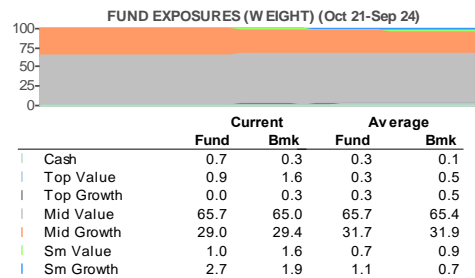 FUND EXPOSURES (WEIGHT) (Oct 21-Sep 24)
100
75
50
25
0
Current Average
Fund Bmk Fund Bmk
Cash 0.7 0.3 0.3 0.1
Top Value 0.9 1.6 0.3 0.5
Top Growth 0.0 0.3 0.3 0.5
Mid Value 65.7 65.0 65.7 65.4
Mid Growth 29.0 29.4 31.7 31.9
Sm Value 1.0 1.6 0.7 0.9
Sm Growth 2.7 1.9 1.1 0.7